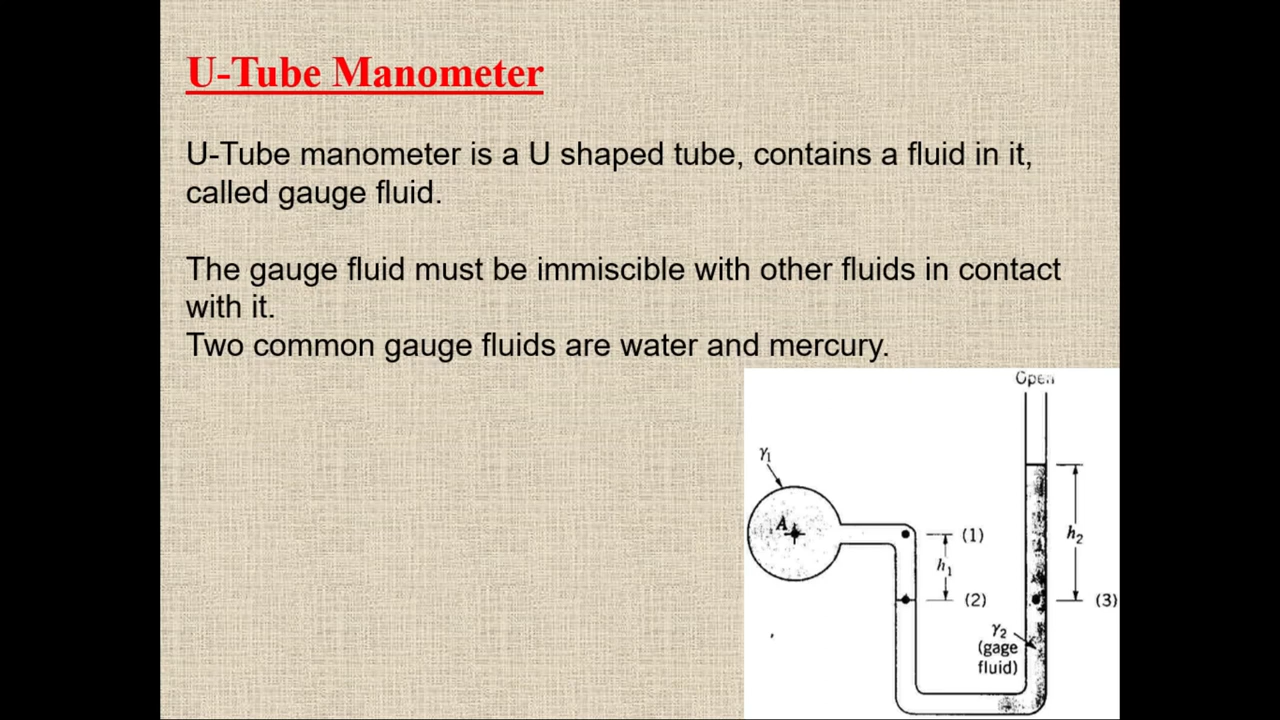 U-Tube Manometer
U-Tube manometer is a U shaped tube, contains a fluid in it,
called gauge fluid.
The gauge fluid must be immiscible with other fluids in contact
with it.
Two common gauge fluids are water and mercury.
Open
γ₁
A
(1)
h₁
h₂
(2)
(3)
γ₂
(gage
fluid)